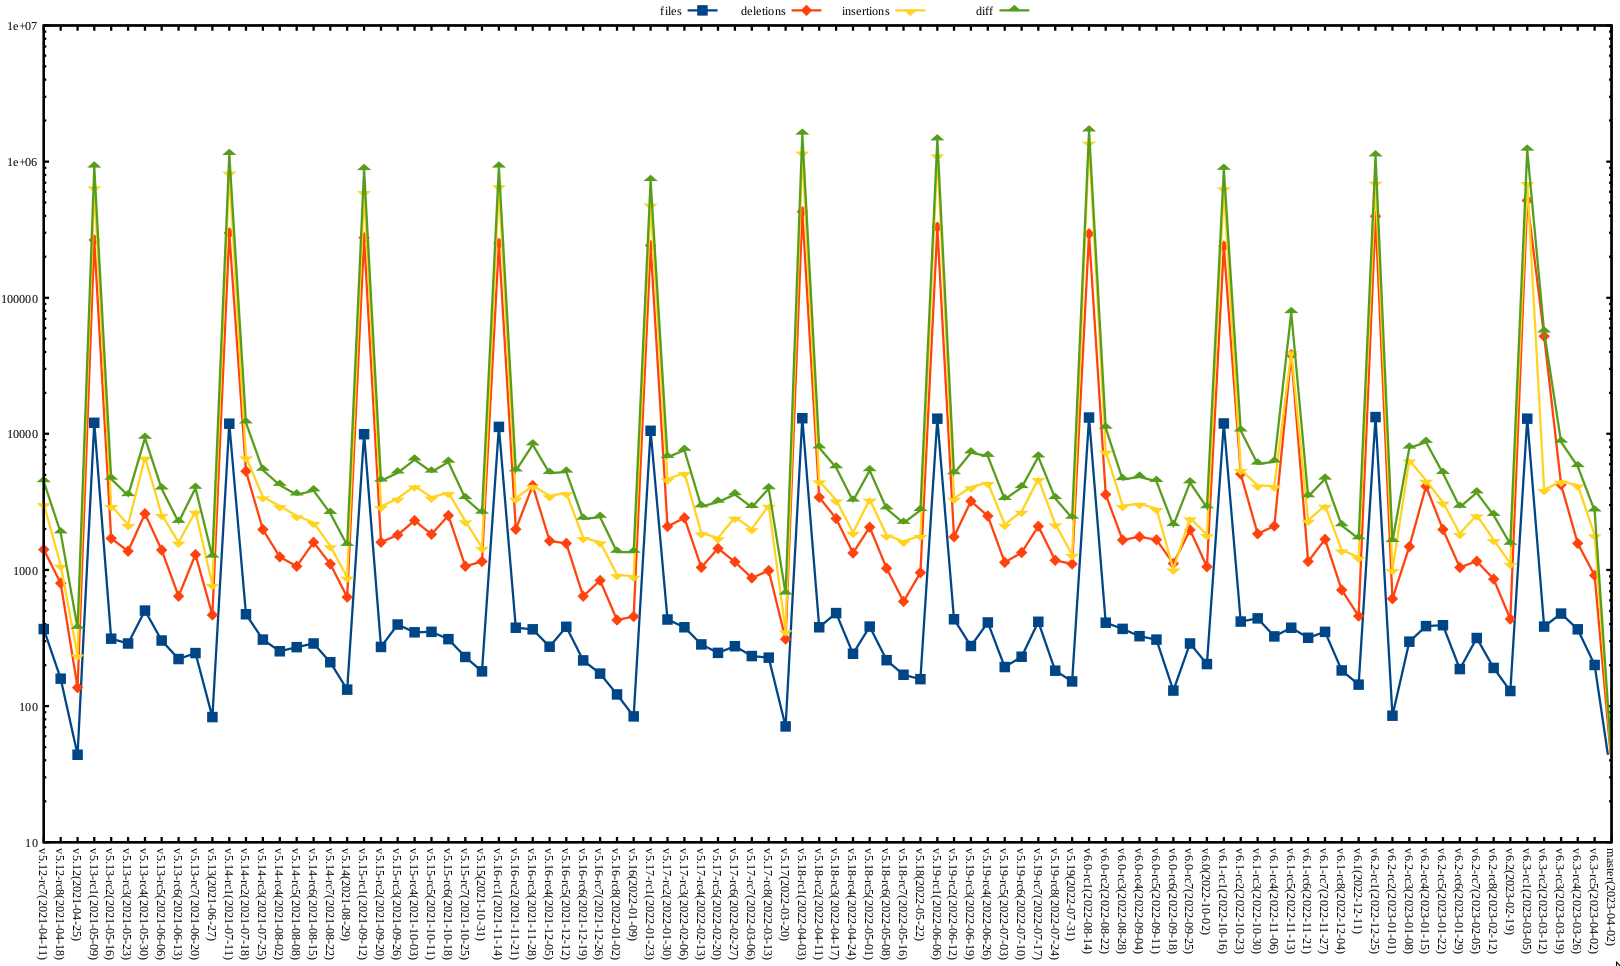 files deletions insertions diff
1e+07
1e+06
100000
10000
1000
100
10
v5.12-rc7(2021-04-11)
v5.12-rc8(2021-04-18)
v5.12(2021-04-25)
v5.13-rc1(2021-05-09)
v5.13-rc2(2021-05-16)
v5.13-rc3(2021-05-23)
v5.13-rc4(2021-05-30)
v5.13-rc5(2021-06-06)
v5.13-rc6(2021-06-13)
v5.13-rc7(2021-06-20)
v5.13(2021-06-27)
v5.14-rc1(2021-07-11)
v5.14-rc2(2021-07-18)
v5.14-rc3(2021-07-25)
v5.14-rc4(2021-08-02)
v5.14-rc5(2021-08-08)
v5.14-rc6(2021-08-15)
v5.14-rc7(2021-08-22)
v5.14(2021-08-29)
v5.15-rc1(2021-09-12)
v5.15-rc2(2021-09-20)
v5.15-rc3(2021-09-26)
v5.15-rc4(2021-10-03)
v5.15-rc5(2021-10-11)
v5.15-rc6(2021-10-18)
v5.15-rc7(2021-10-25)
v5.15(2021-10-31)
v5.16-rc1(2021-11-14)
v5.16-rc2(2021-11-21)
v5.16-rc3(2021-11-28)
v5.16-rc4(2021-12-05)
v5.16-rc5(2021-12-12)
v5.16-rc6(2021-12-19)
v5.16-rc7(2021-12-26)
v5.16-rc8(2022-01-02)
v5.16(2022-01-09)
v5.17-rc1(2022-01-23)
v5.17-rc2(2022-01-30)
v5.17-rc3(2022-02-06)
v5.17-rc4(2022-02-13)
v5.17-rc5(2022-02-20)
v5.17-rc6(2022-02-27)
v5.17-rc7(2022-03-06)
v5.17-rc8(2022-03-13)
v5.17(2022-03-20)
v5.18-rc1(2022-04-03)
v5.18-rc2(2022-04-11)
v5.18-rc3(2022-04-17)
v5.18-rc4(2022-04-24)
v5.18-rc5(2022-05-01)
v5.18-rc6(2022-05-08)
v5.18-rc7(2022-05-16)
v5.18(2022-05-22)
v5.19-rc1(2022-06-06)
v5.19-rc2(2022-06-12)
v5.19-rc3(2022-06-19)
v5.19-rc4(2022-06-26)
v5.19-rc5(2022-07-03)
v5.19-rc6(2022-07-10)
v5.19-rc7(2022-07-17)
v5.19-rc8(2022-07-24)
v5.19(2022-07-31)
v6.0-rc1(2022-08-14)
v6.0-rc2(2022-08-22)
v6.0-rc3(2022-08-28)
v6.0-rc4(2022-09-04)
v6.0-rc5(2022-09-11)
v6.0-rc6(2022-09-18)
v6.0-rc7(2022-09-25)
v6.0(2022-10-02)
v6.1-rc1(2022-10-16)
v6.1-rc2(2022-10-23)
v6.1-rc3(2022-10-30)
v6.1-rc4(2022-11-06)
v6.1-rc5(2022-11-13)
v6.1-rc6(2022-11-21)
v6.1-rc7(2022-11-27)
v6.1-rc8(2022-12-04)
v6.1(2022-12-11)
v6.2-rc1(2022-12-25)
v6.2-rc2(2023-01-01)
v6.2-rc3(2023-01-08)
v6.2-rc4(2023-01-15)
v6.2-rc5(2023-01-22)
v6.2-rc6(2023-01-29)
v6.2-rc7(2023-02-05)
v6.2-rc8(2023-02-12)
v6.2(2023-02-19)
v6.3-rc1(2023-03-05)
v6.3-rc2(2023-03-12)
v6.3-rc3(2023-03-19)
v6.3-rc4(2023-03-26)
v6.3-rc5(2023-04-02)
master(2023-04-02)